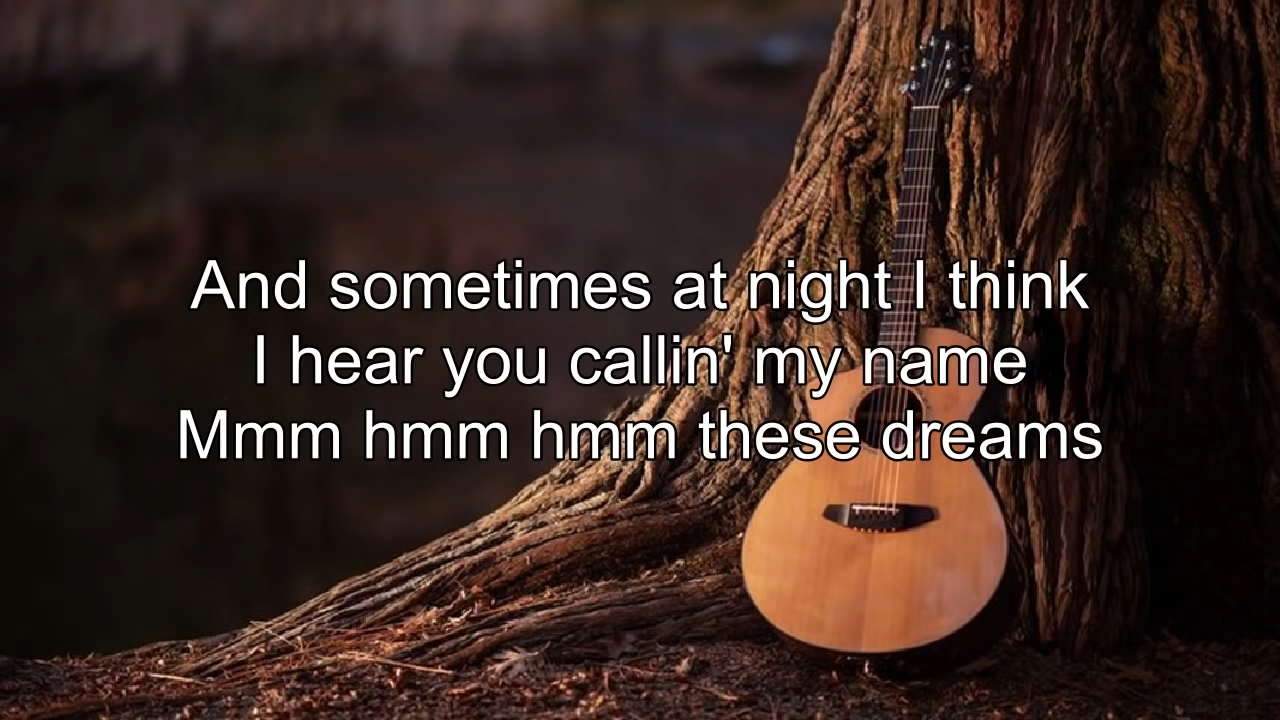 And sometimes at night I think
I hear you callin' my name
Mmm hmm hmm these dreams